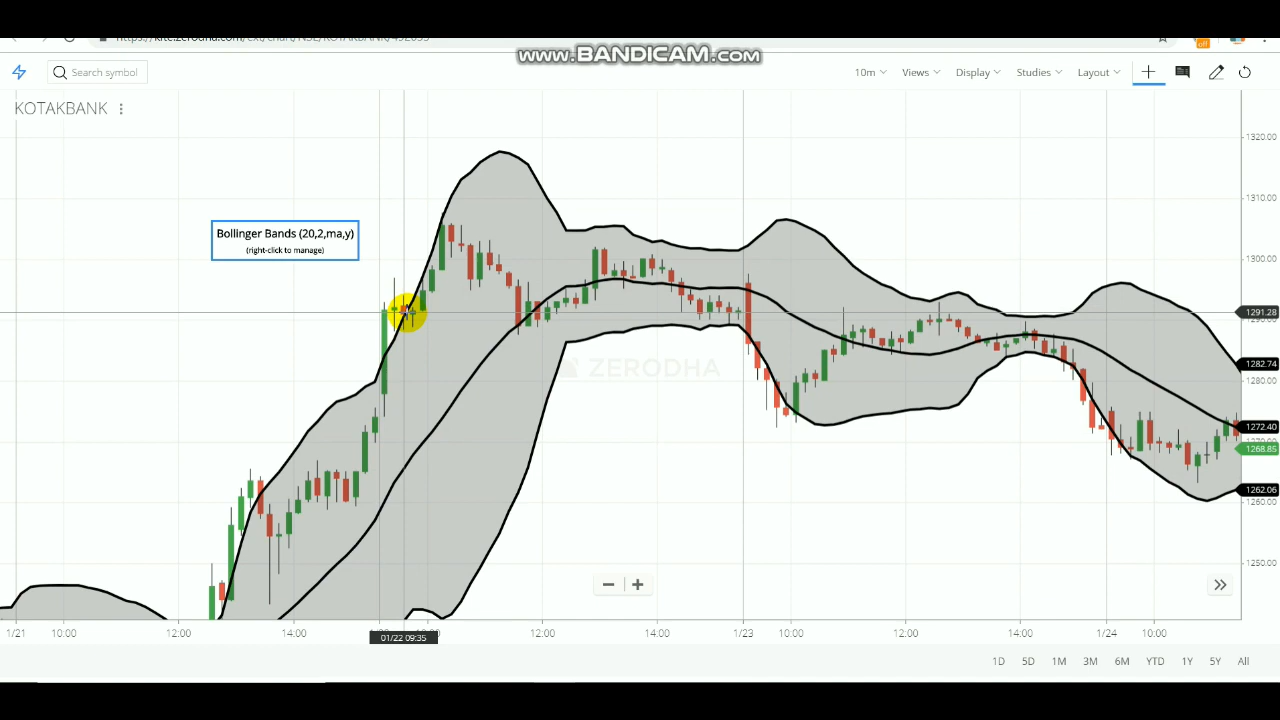 www.BANDICAM.com
Search symbol
10m Views Display Studies Layout
KOTAKBANK
Bollinger Bands (20,2,ma,y)
(right-click to manage)
ZERODHA
1320.00
1310.00
1300.00
1291.28
1282.74
1280.00
1272.40
1268.85
1262.06
1260.00
1250.00
1/21 10:00 12:00 14:00 12:00 14:00 1/23 10:00 12:00 14:00 1/24 10:00
01/22 09:35
1D 5D 1M 3M 6M YTD 1Y 5Y All